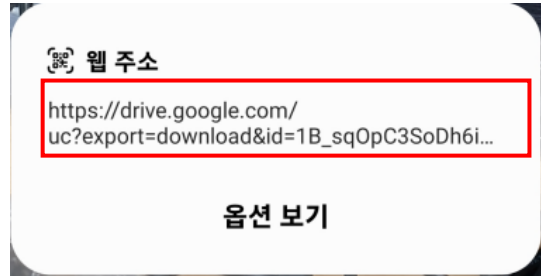 웹 주소
https://drive.google.com/
uc?export=download&id=1B_sqOpC3SoDh6i...
옵션 보기